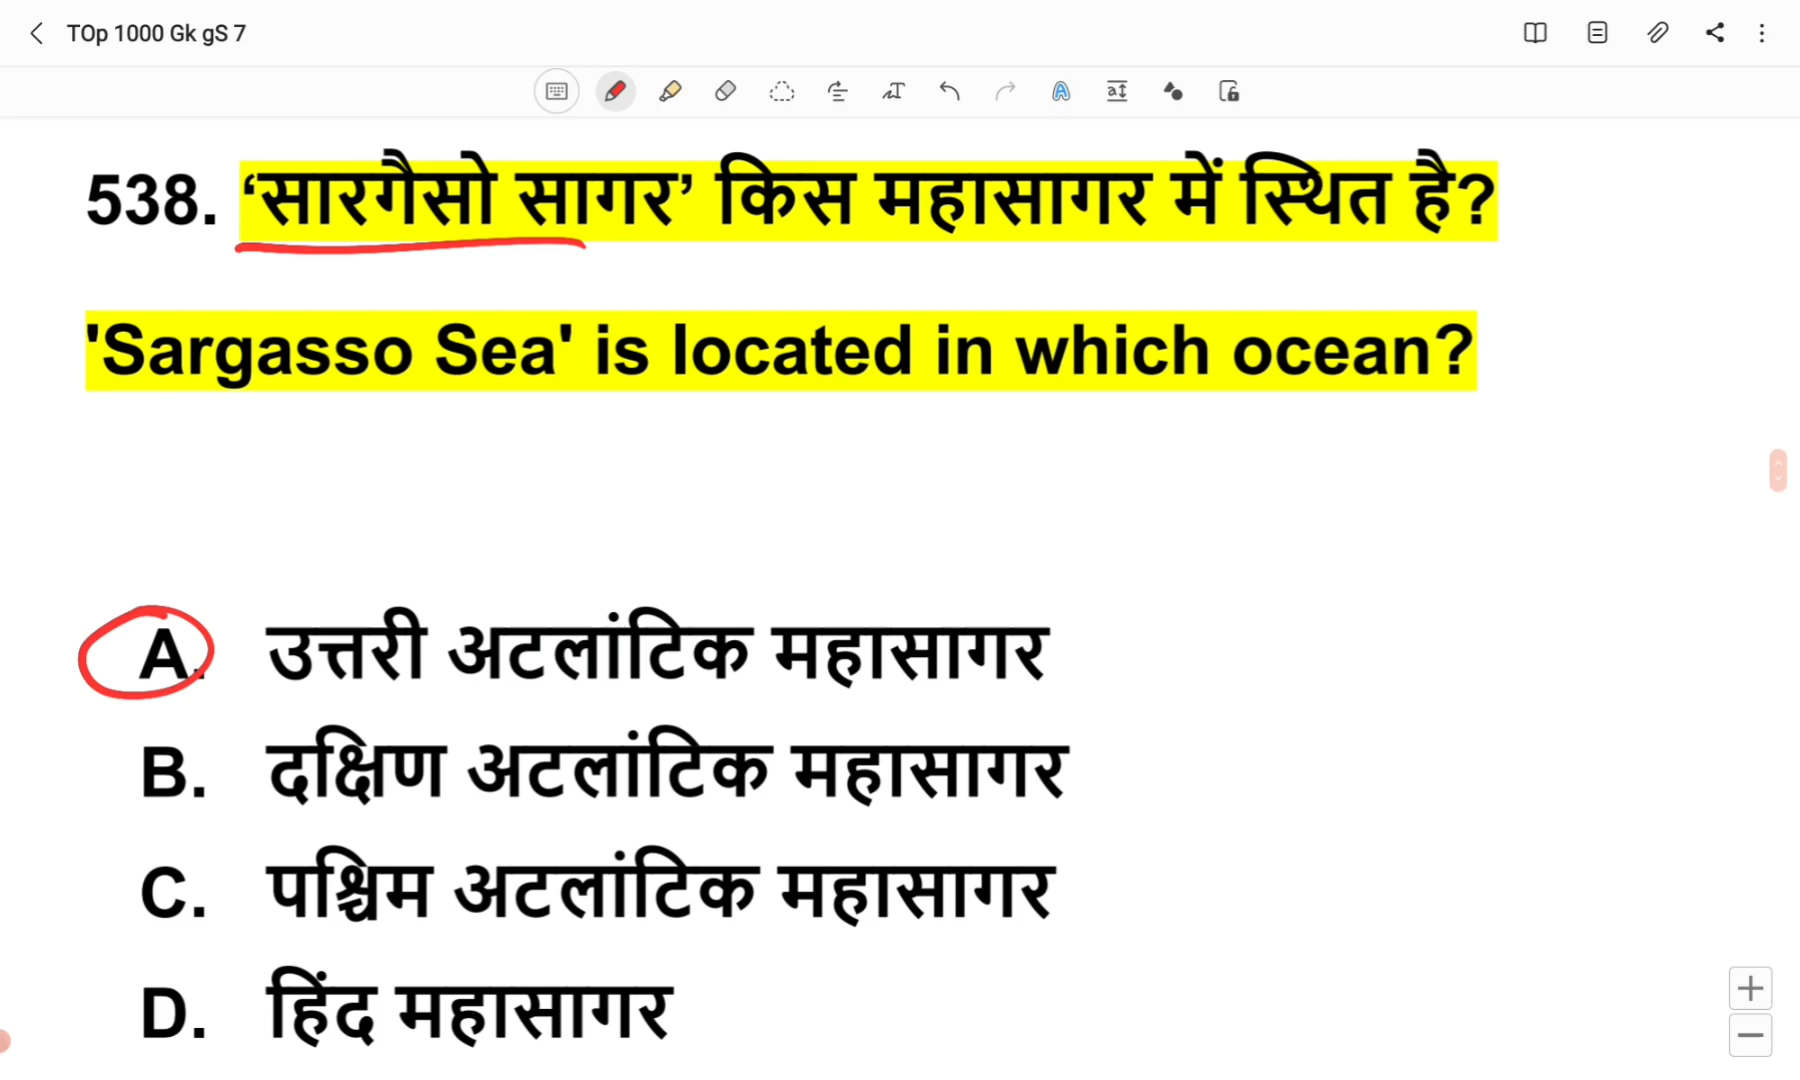 TOp 1000 Gk gS 7
538. ‘सारगैसो सागर’ किस महासागर में स्थित है?
'Sargasso Sea' is located in which ocean?
A. उत्तरी अटलांटिक महासागर
B. दक्षिण अटलांटिक महासागर
C. पश्चिम अटलांटिक महासागर
D. हिंद महासागर